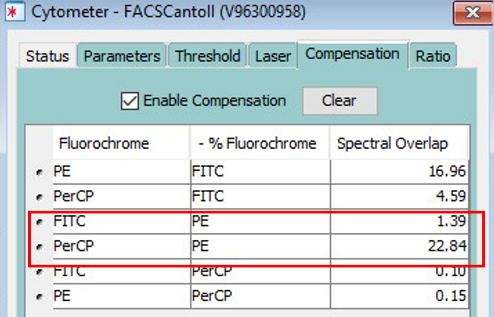 Cytometer - FACSCantoII (V96300958)
Status Parameters Threshold Laser Compensation Ratio
Enable Compensation Clear
Fluorochrome - % Fluorochrome Spectral Overlap
PE FITC 16.96
PerCP FITC 4.59
FITC PE 1.39
PerCP PE 22.84
FITC PerCP 0.10
PE PerCP 0.15